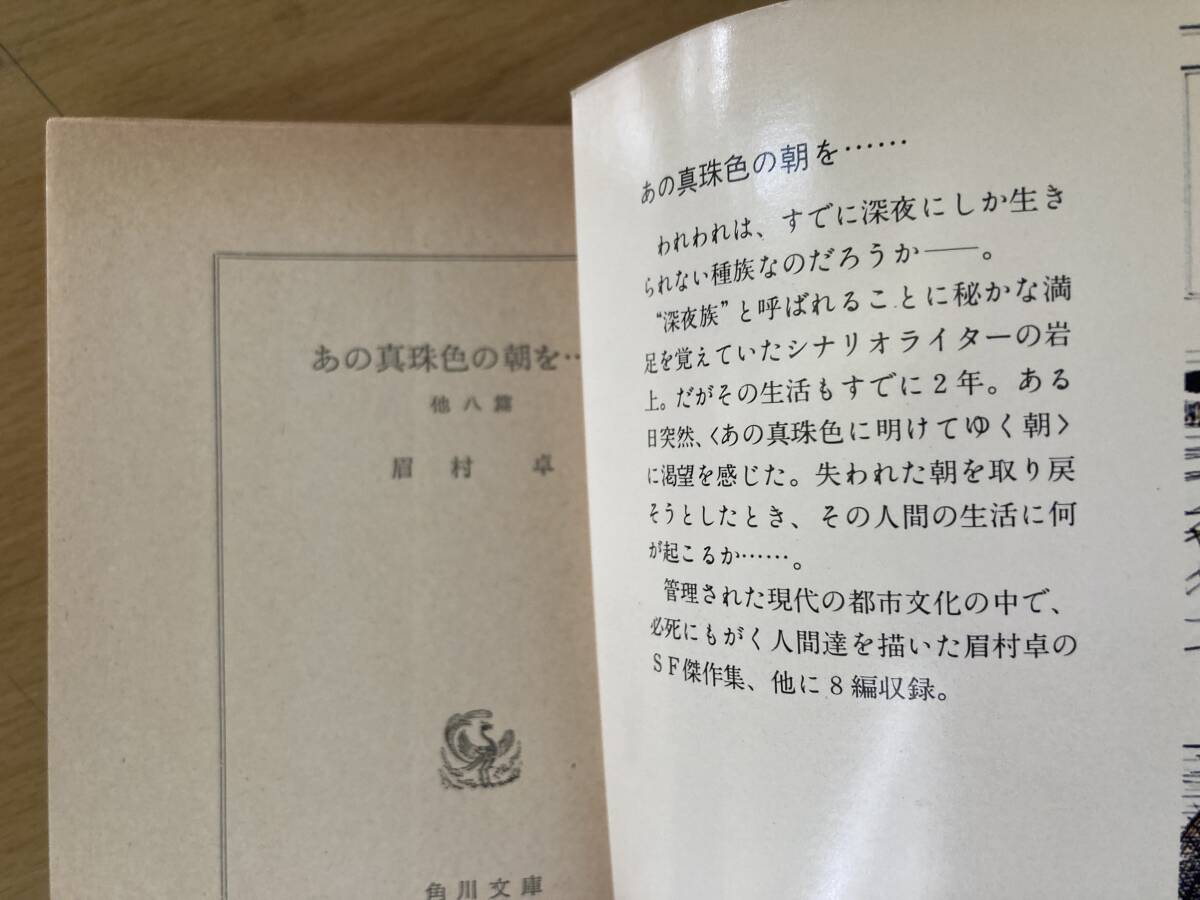 あの真珠色の朝を…
他八篇
眉村卓
角川文庫
あの真珠色の朝を……
われわれは、すでに深夜にしか生き
られない種族なのだろうか――。
“深夜族”と呼ばれることに秘かな満
足を覚えていたシナリオライターの岩
上。だがその生活もすでに2年。ある
日突然、〈あの真珠色に明けてゆく朝〉
に渇望を感じた。失われた朝を取り戻
そうとしたとき、その人間の生活に何
が起こるか……。
管理された現代の都市文化の中で、
必死にもがく人間達を描いた眉村卓の
SF傑作集、他に8編収録。